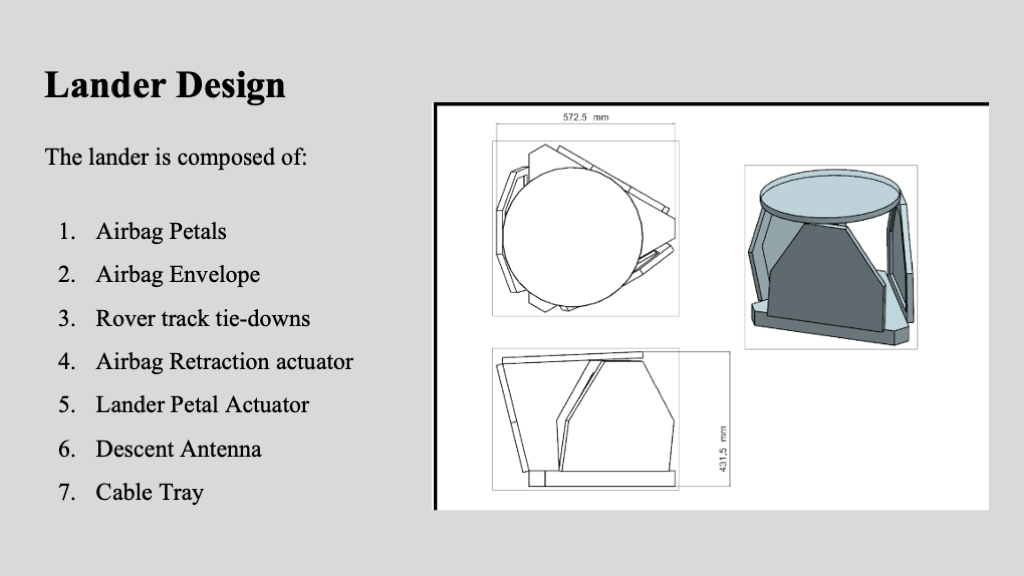 Lander Design
The lander is composed of:
1. Airbag Petals
2. Airbag Envelope
3. Rover track tie-downs
4. Airbag Retraction actuator
5. Lander Petal Actuator
6. Descent Antenna
7. Cable Tray
572.5 mm
431.5 mm